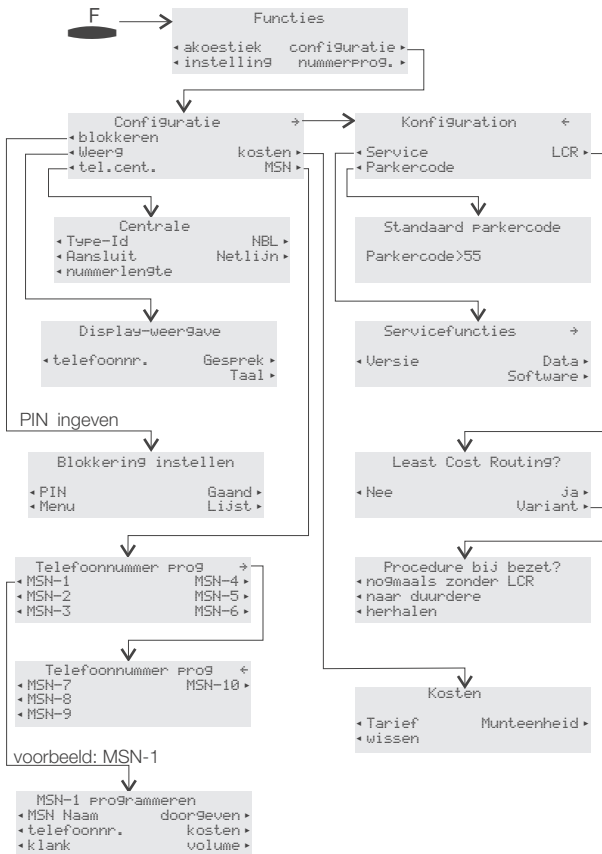 F
Functies
akoestiek configuratie
instelling nummerprog.
Configuratie →
blokkeren
Weerg kosten
tel.cent. MSN
Konfiguration ←
Service LCR
Parkercode
Centrale
Type-Id NBL
Aansluit Netlijn
nummerlengte
Standaard parkercode
Parkercode>55
Display-weergave
telefoonnr. Gesprek
Taal
Servicefuncties →
Versie Data
Software
PIN ingeven
Blokkering instellen
PIN Gaand
Menu Lijst
Least Cost Routing?
Nee ja
Variant
Telefoonnummer prog →
MSN-1 MSN-4
MSN-2 MSN-5
MSN-3 MSN-6
Procedure bij bezet?
nogmaals zonder LCR
naar duurdere
herhalen
Telefoonnummer prog ←
MSN-7 MSN-10
MSN-8
MSN-9
Kosten
Tarief Munteenheid
wissen
voorbeeld: MSN-1
MSN-1 programmeren
MSN Naam doorgeven
telefoonnr. kosten
klank volume